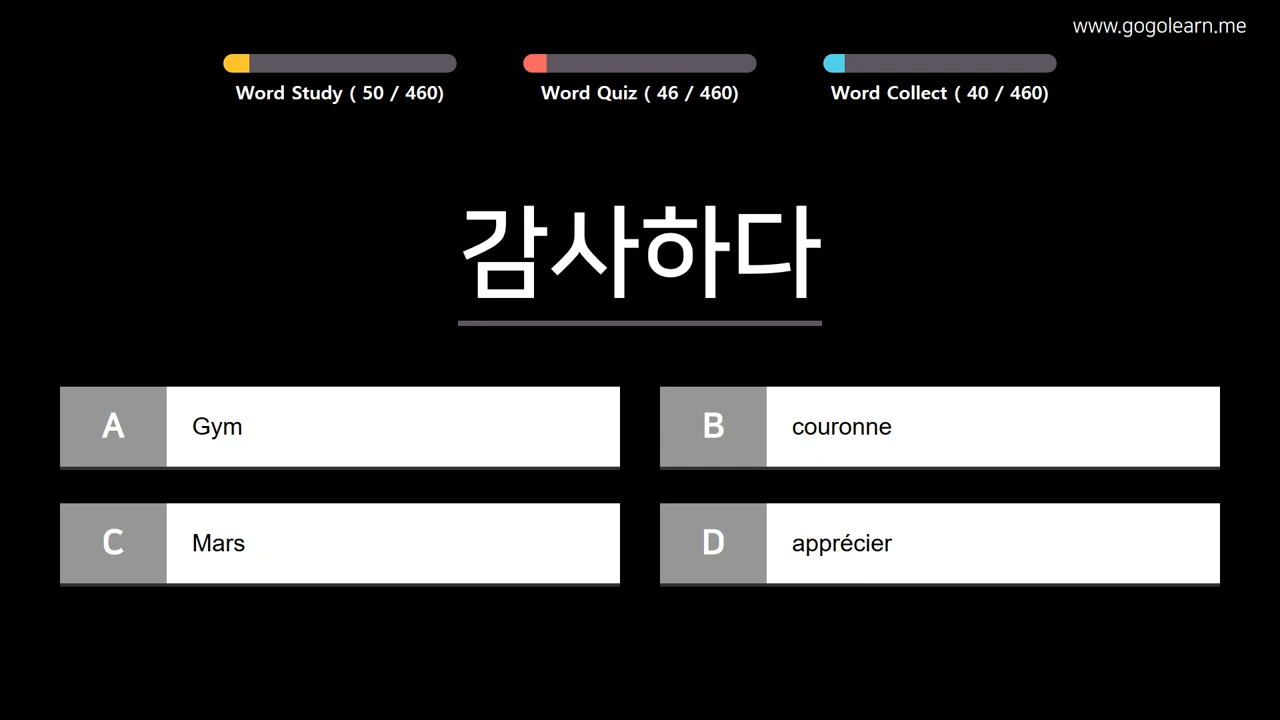 www.gogolearn.me
Word Study ( 50 / 460)
Word Quiz ( 46 / 460)
Word Collect ( 40 / 460)
감사하다
A Gym
B couronne
C Mars
D apprécier